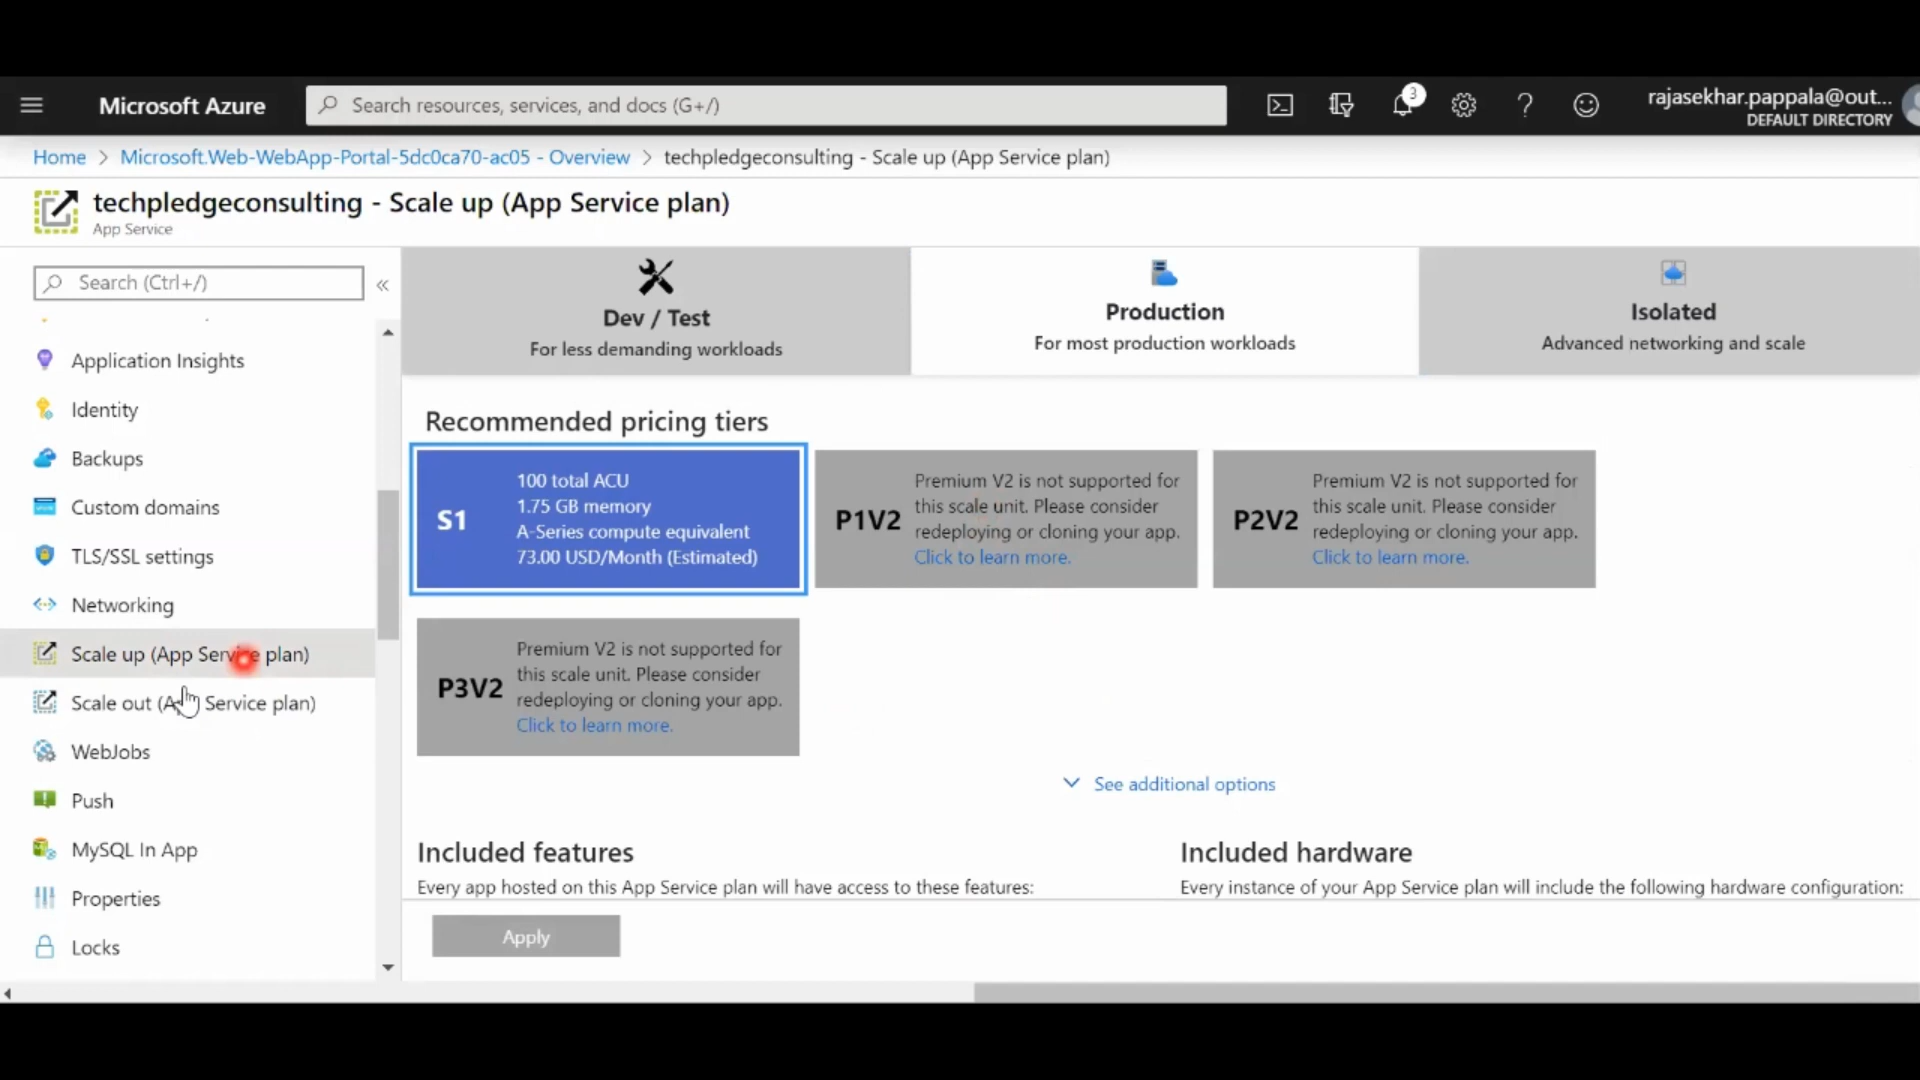 Microsoft Azure
Search resources, services, and docs (G+/)
3
rajasekhar.pappala@out...
DEFAULT DIRECTORY
Home > Microsoft.Web-WebApp-Portal-5dc0ca70-ac05 - Overview > techpledgeconsulting - Scale up (App Service plan)
techpledgeconsulting - Scale up (App Service plan)
App Service
Search (Ctrl+/)
«
Application Insights
Identity
Backups
Custom domains
TLS/SSL settings
Networking
Scale up (App Service plan)
Scale out (App Service plan)
WebJobs
Push
MySQL In App
Properties
Locks
Dev / Test
For less demanding workloads
Production
For most production workloads
Isolated
Advanced networking and scale
Recommended pricing tiers
S1
100 total ACU
1.75 GB memory
A-Series compute equivalent
73.00 USD/Month (Estimated)
P1V2
Premium V2 is not supported for
this scale unit. Please consider
redeploying or cloning your app.
Click to learn more.
P2V2
Premium V2 is not supported for
this scale unit. Please consider
redeploying or cloning your app.
Click to learn more.
P3V2
Premium V2 is not supported for
this scale unit. Please consider
redeploying or cloning your app.
Click to learn more.
See additional options
Included features
Every app hosted on this App Service plan will have access to these features:
Included hardware
Every instance of your App Service plan will include the following hardware configuration:
Apply